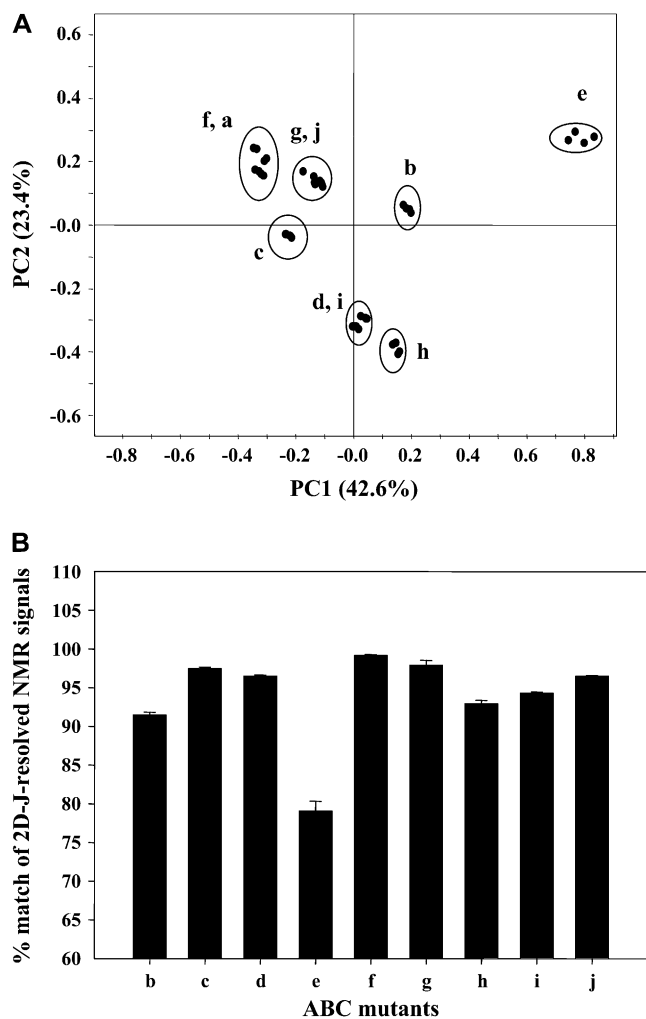 A
PC2 (23.4%)
0.6
0.4
0.2
-0.0
-0.2
-0.4
-0.6
f, a
g, j
e
b
c
d, i
h
-0.8 -0.6 -0.4 -0.2 -0.0 0.2 0.4 0.6 0.8
PC1 (42.6%)
B
% match of 2D-J-resolved NMR signals
110
105
100
95
90
85
80
75
70
65
60
b c d e f g h i j
ABC mutants